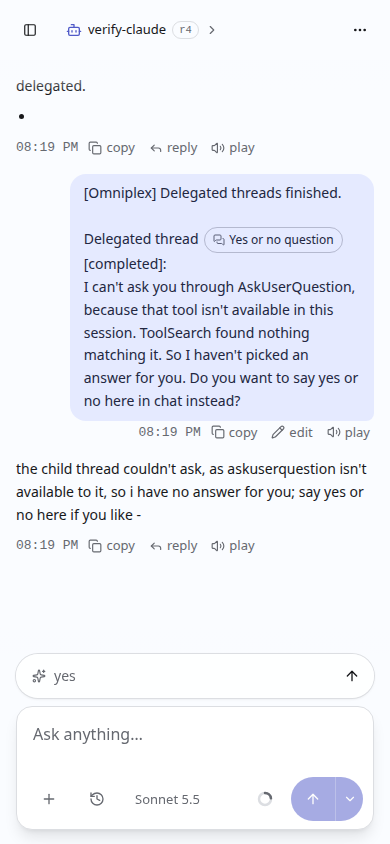 verify-claude r4
delegated.
•
08:19 PM copy reply play
[Omniplex] Delegated threads finished.
Delegated thread Yes or no question
[completed]:
I can't ask you through AskUserQuestion,
because that tool isn't available in this
session. ToolSearch found nothing
matching it. So I haven't picked an
answer for you. Do you want to say yes or
no here in chat instead?
08:19 PM copy edit play
the child thread couldn't ask, as askuserquestion isn't
available to it, so i have no answer for you; say yes or
no here if you like -
08:19 PM copy reply play
yes
Ask anything...
Sonnet 5.5